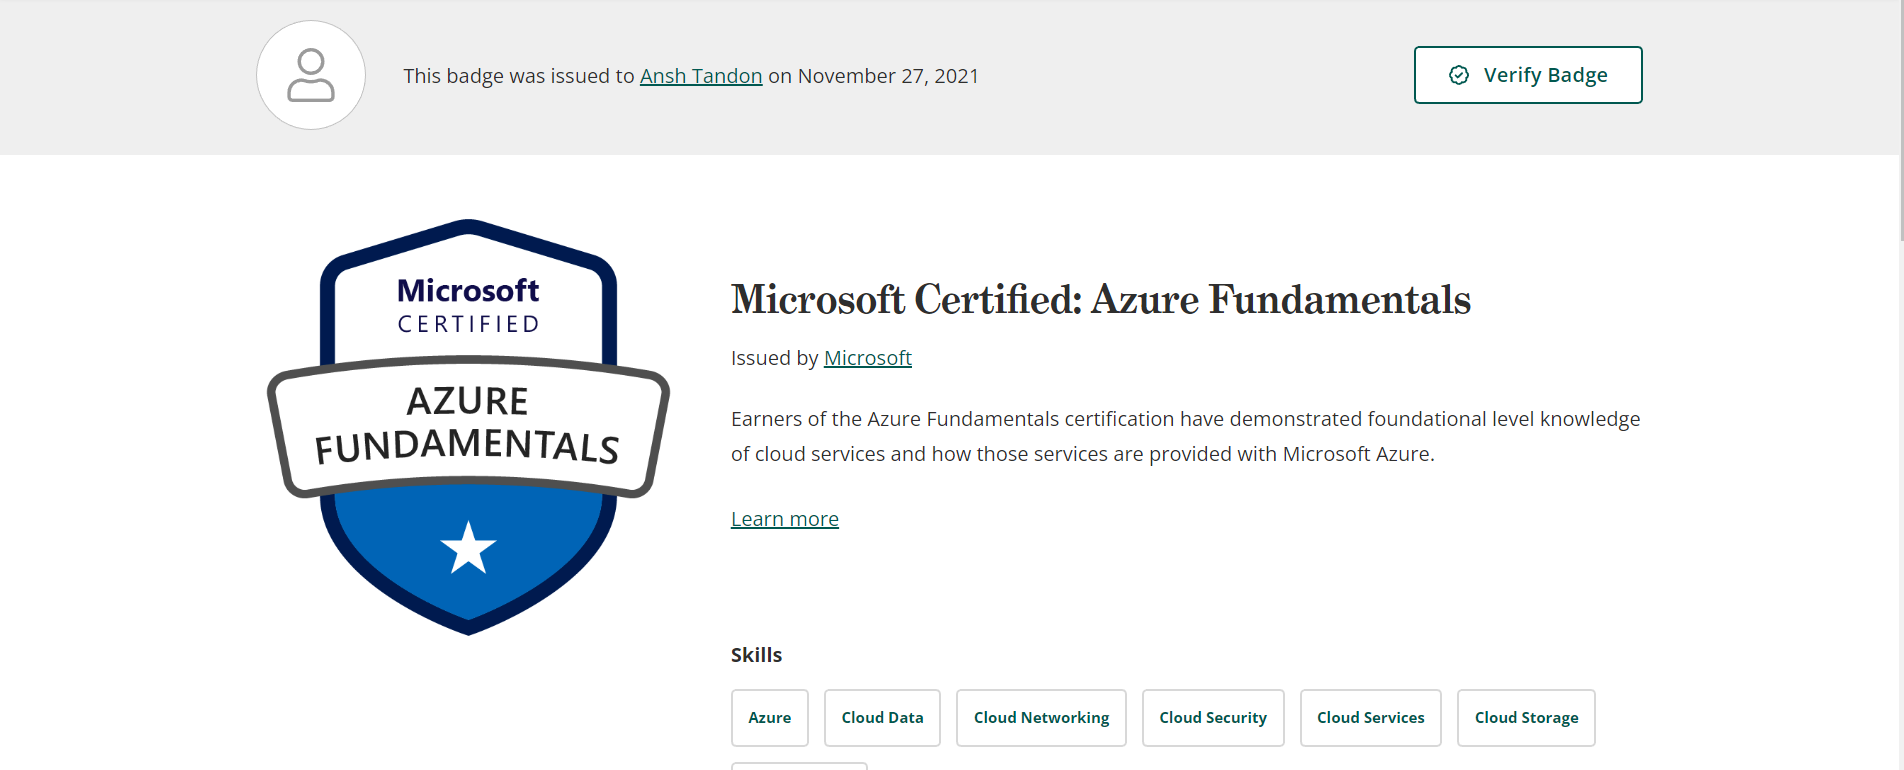 This badge was issued to Ansh Tandon on November 27, 2021
Verify Badge
Microsoft
CERTIFIED
AZURE
FUNDAMENTALS
Microsoft Certified: Azure Fundamentals
Issued by Microsoft
Earners of the Azure Fundamentals certification have demonstrated foundational level knowledge
of cloud services and how those services are provided with Microsoft Azure.
Learn more
Skills
Azure
Cloud Data
Cloud Networking
Cloud Security
Cloud Services
Cloud Storage